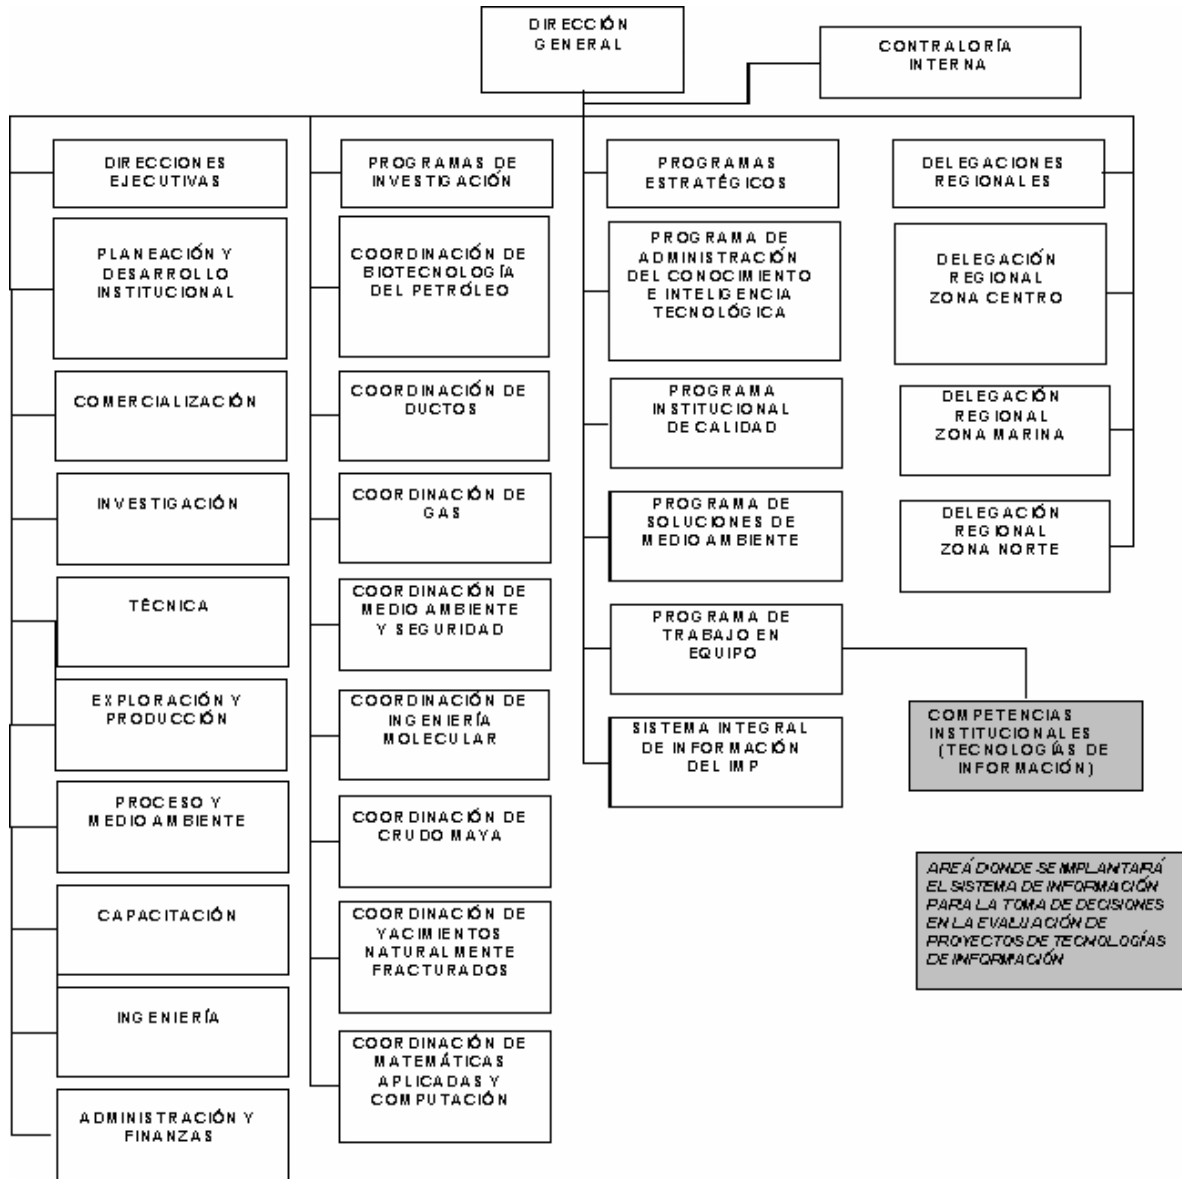 DIRECCIÓN
GENERAL
CONTRALORÍA
INTERNA
DIRECCIONES
EJECUTIVAS
PLANEACIÓN Y
DESARROLLO
INSTITUCIONAL
COMERCIALIZACIÓN
INVESTIGACIÓN
TÉCNICA
EXPLORACIÓN Y
PRODUCCIÓN
PROCESO Y
MEDIO AMBIENTE
CAPACITACIÓN
INGENIERÍA
ADMINISTRACIÓN Y
FINANZAS
PROGRAMAS DE
INVESTIGACIÓN
COORDINACIÓN DE
BIOTECNOLOGÍA
DEL PETRÓLEO
COORDINACIÓN DE
DUCTOS
COORDINACIÓN DE
GAS
COORDINACIÓN DE
MEDIO AMBIENTE
Y SEGURIDAD
COORDINACIÓN DE
INGENIERÍA
MOLECULAR
COORDINACIÓN DE
CRUDO MAYA
COORDINACIÓN DE
YACIMIENTOS
NATURALMENTE
FRACTURADOS
COORDINACIÓN DE
MATEMÁTICAS
APLICADAS Y
COMPUTACIÓN
PROGRAMAS
ESTRATÉGICOS
PROGRAMA DE
ADMINISTRACIÓN
DEL CONOCIMIENTO
E INTELIGENCIA
TECNOLÓGICA
PROGRAMA
INSTITUCIONAL
DE CALIDAD
PROGRAMA DE
SOLUCIONES DE
MEDIO AMBIENTE
PROGRAMA DE
TRABAJO EN
EQUIPO
SISTEMA INTEGRAL
DE INFORMACIÓN
DEL IMP
DELEGACIONES
REGIONALES
DELEGACIÓN
REGIONAL
ZONA CENTRO
DELEGACIÓN
REGIONAL
ZONA MARINA
DELEGACIÓN
REGIONAL
ZONA NORTE
COMPETENCIAS
INSTITUCIONALES
(TECNOLOGÍAS DE
INFORMACIÓN)
AREÁ DONDE SE IMPLANTARÁ
EL SISTEMA DE INFORMACIÓN
PARA LA TOMA DE DECISIONES
EN LA EVALUACIÓN DE
PROYECTOS DE TECNOLOGÍAS
DE INFORMACIÓN